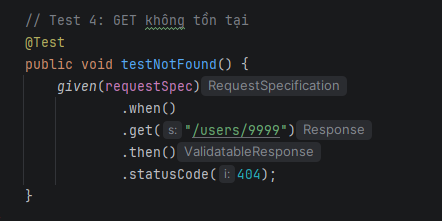 // Test 4: GET không tồn tại
@Test
public void testNotFound() {
given(requestSpec) RequestSpecification
.when()
.get( s: "/users/9999") Response
.then() ValidatableResponse
.statusCode( i: 404);
}